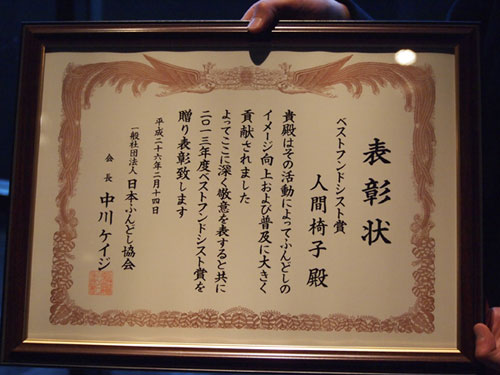 表彰状
ベストフンドシスト賞
人間椅子 殿
貴殿はその活動によってふんどしの
イメージ向上および普及に大きく
貢献されました
よってここに深く敬意を表すると共に
二〇一三年度ベストフンドシスト賞を
贈り表彰致します
平成二十六年二月十四日
一般社団法人 日本ふんどし協会
会長 中川ケイジ